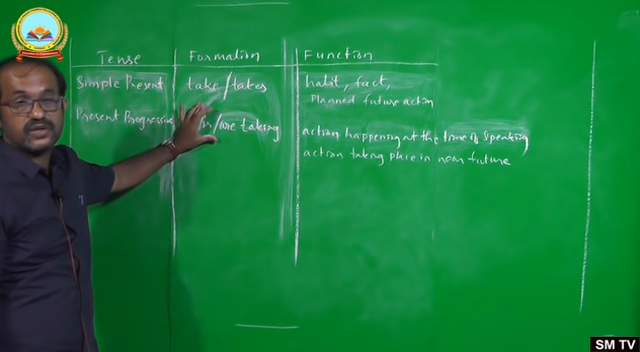 Tense Formation Function
Simple Present take/takes habit, fact,
Planned future action
Present Progressive /are taking action happening at the time of speaking
action taking place in near future
SM TV